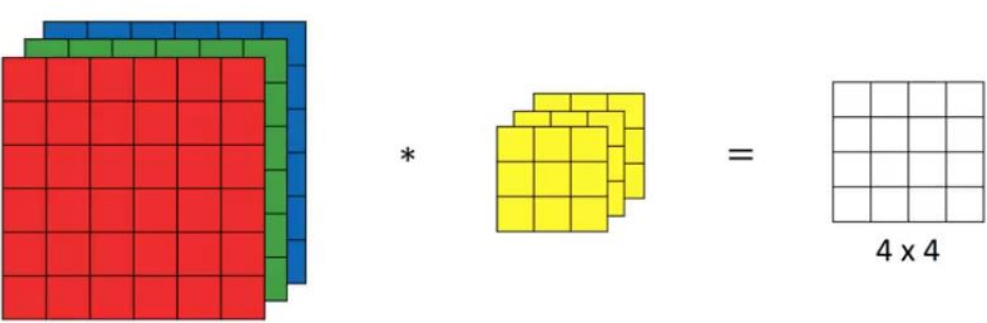 * =
4 x 4